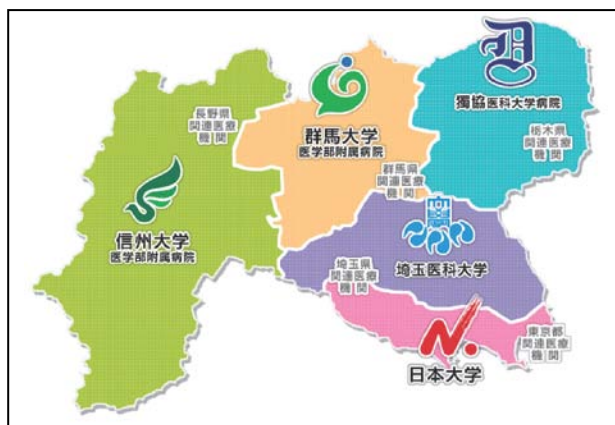 獨協医科大学病院
栃木県
関連医療
機関
群馬大学
医学部附属病院
群馬県
関連医療
機関
長野県
関連医療
機関
信州大学
医学部附属病院
埼玉医科大学
埼玉県
関連医療
機関
N.
日本大学
東京都
関連医療
機関